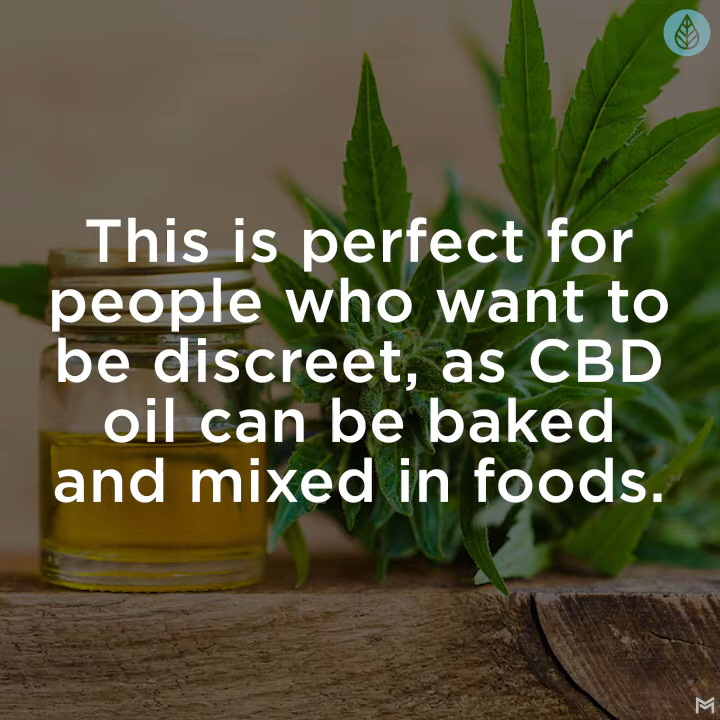 This is perfect for
people who want to
be discreet, as CBD
oil can be baked
and mixed in foods.